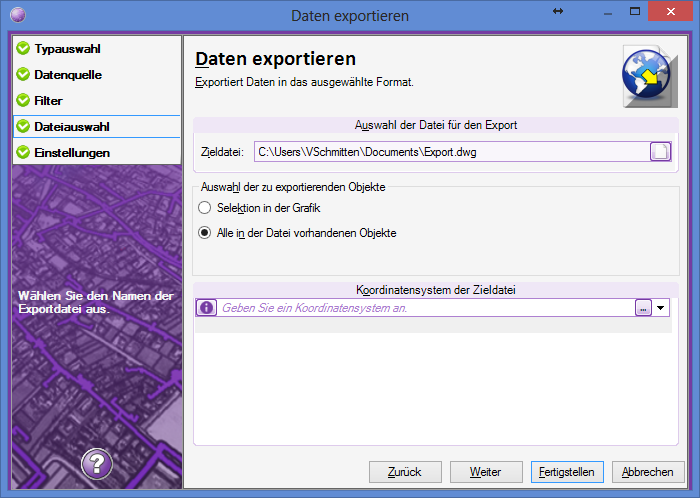 Daten exportieren
Typauswahl
Datenquelle
Filter
Dateiauswahl
Einstellungen
Wählen Sie den Namen der
Exportdatei aus.
?
Daten exportieren
Exportiert Daten in das ausgewählte Format.
Auswahl der Datei für den Export
Zieldatei: C:\Users\VSchmitten\Documents\Export.dwg
Auswahl der zu exportierenden Objekte
Selektion in der Grafik
Alle in der Datei vorhandenen Objekte
Koordinatensystem der Zieldatei
Geben Sie ein Koordinatensystem an. ...
Zurück Weiter Fertigstellen Abbrechen